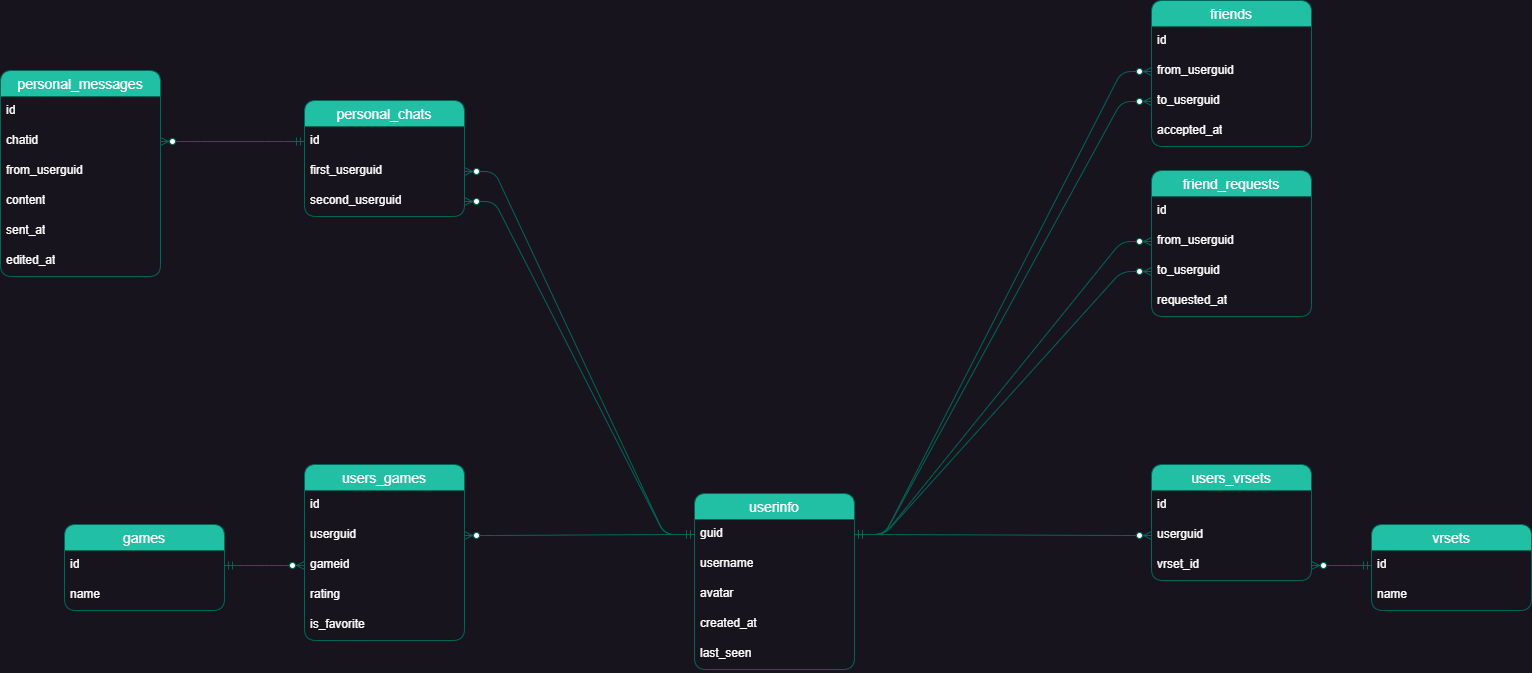 personal_messages
id
chatid
from_userguid
content
sent_at
edited_at
personal_chats
id
first_userguid
second_userguid
friends
id
from_userguid
to_userguid
accepted_at
friend_requests
id
from_userguid
to_userguid
requested_at
games
id
name
users_games
id
userguid
gameid
rating
is_favorite
userinfo
guid
username
avatar
created_at
last_seen
users_vrsets
id
userguid
vrset_id
vrsets
id
name